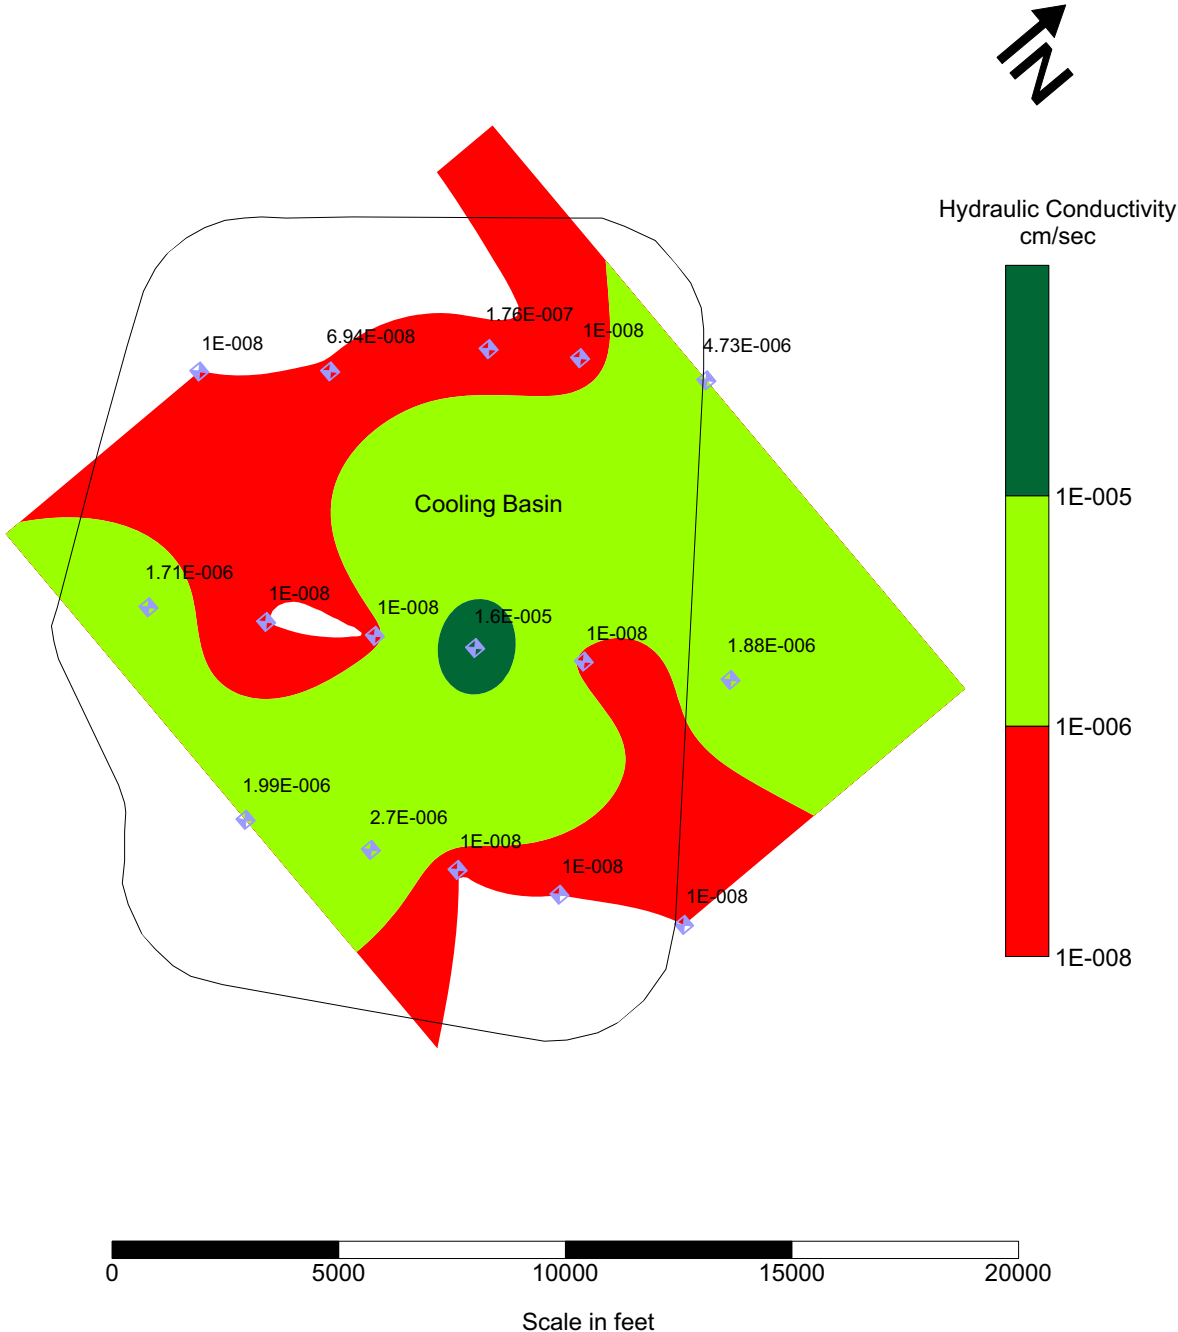 N
Hydraulic Conductivity
cm/sec
1.76E-007
1E-008
6.94E-008
1E-008
4.73E-006
1E-005
Cooling Basin
1.71E-006
1E-008
1E-008
1.6E-005
1E-008
1.88E-006
1E-006
1.99E-006
2.7E-006
1E-008
1E-008
1E-008
1E-008
0 5000 10000 15000 20000
Scale in feet